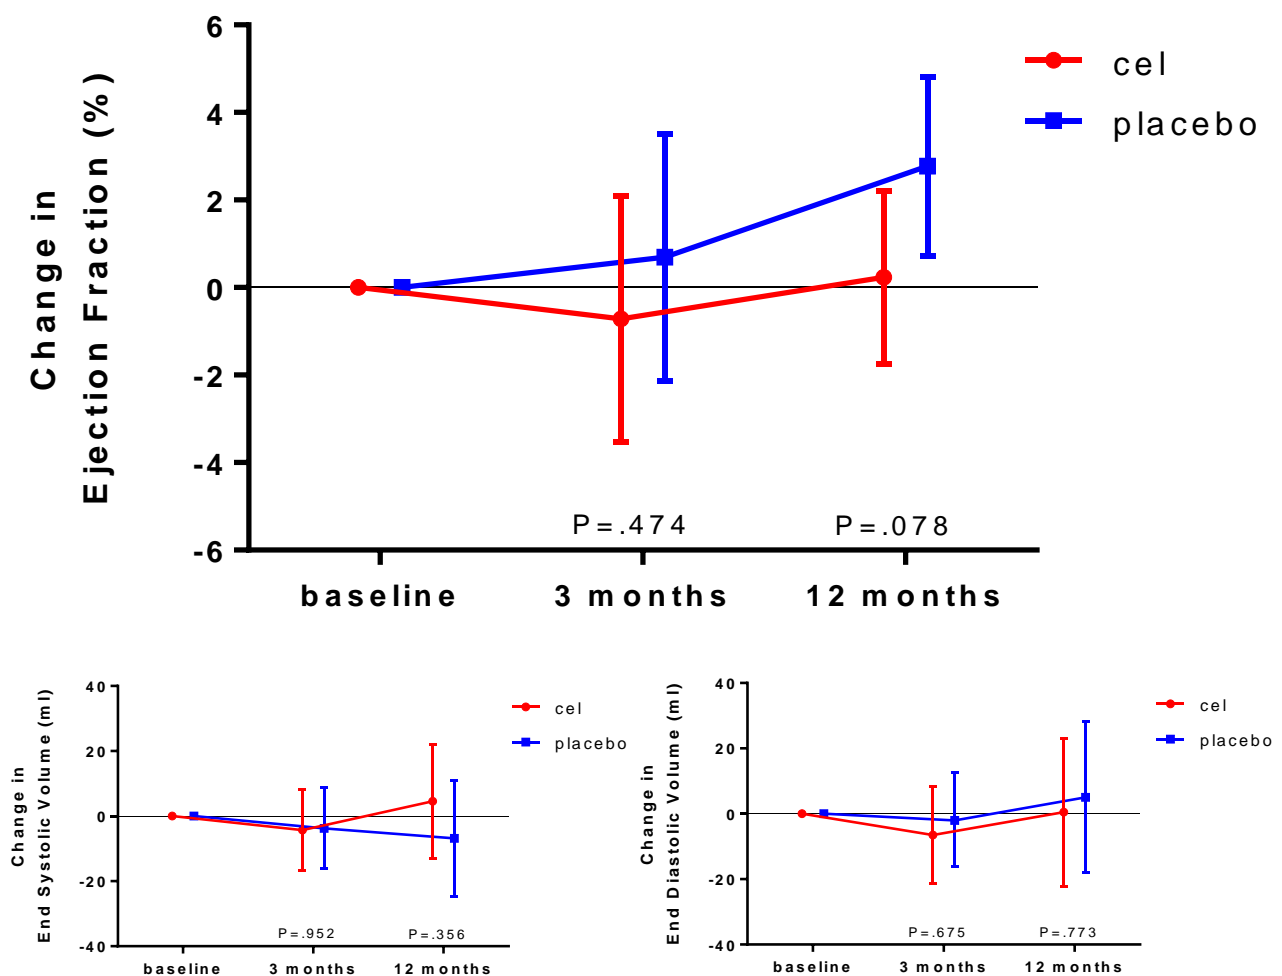 Change in
Ejection Fraction (%)
6
4
2
0
-2
-4
-6
cel
placebo
P=.474
P=.078
baseline
3 months
12 months
Change in
End Systolic Volume (ml)
40
20
0
-20
-40
cel
placebo
P=.952
P=.356
baseline
3 months
12 months
Change in
End Diastolic Volume (ml)
40
20
0
-20
-40
cel
placebo
P=.675
P=.773
baseline
3 months
12 months